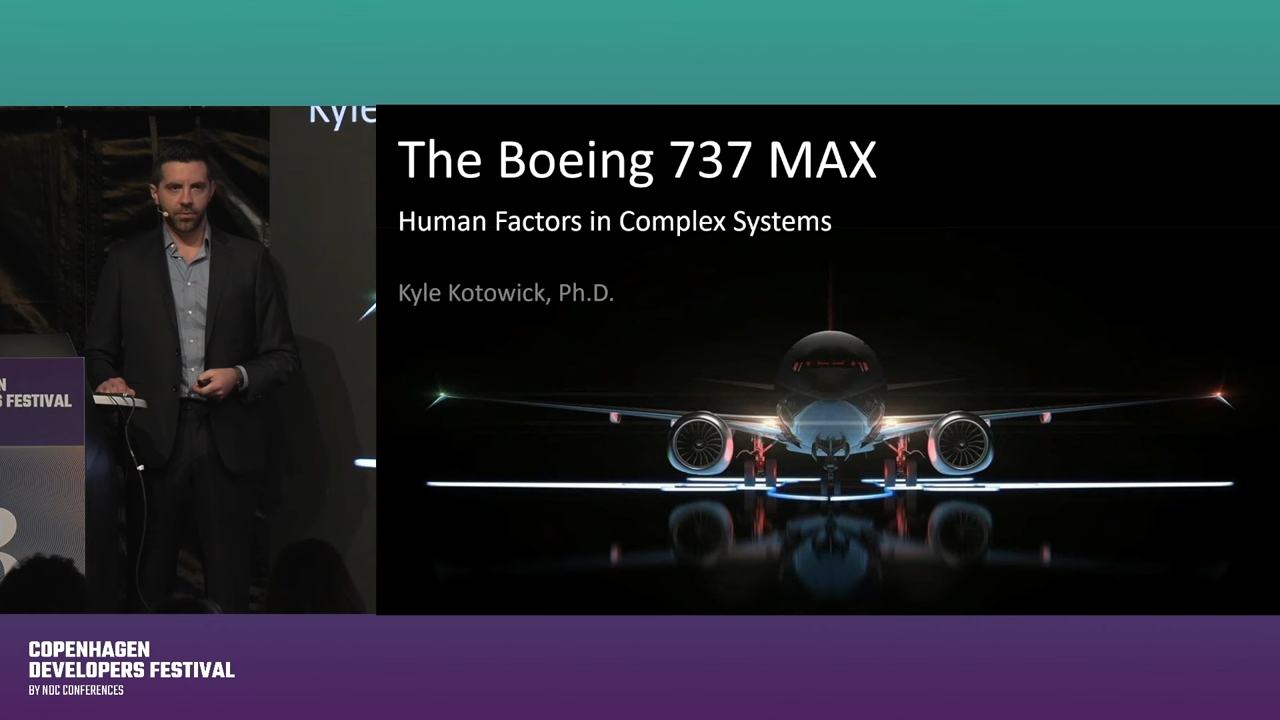 Kyle
The Boeing 737 MAX
Human Factors in Complex Systems
Kyle Kotowick, Ph.D.
N
S FESTIVAL
COPENHAGEN
DEVELOPERS FESTIVAL
BY NDC CONFERENCES